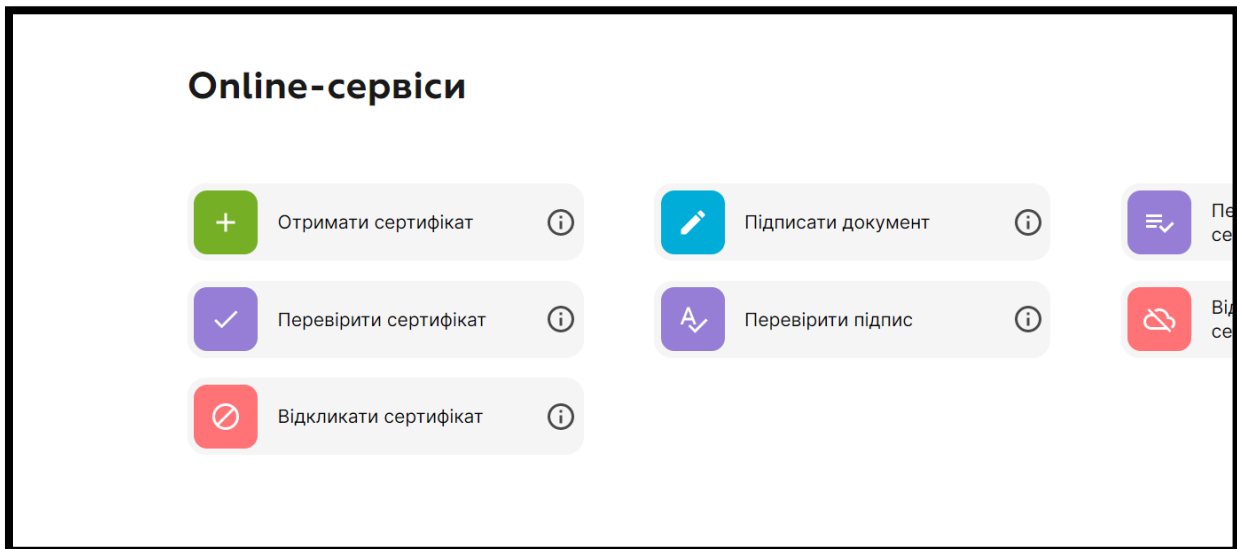 Online-сервіси
Отримати сертифікат
Підписати документ
Перевірити сертифікат
Перевірити підпис
Відкликати сертифікат